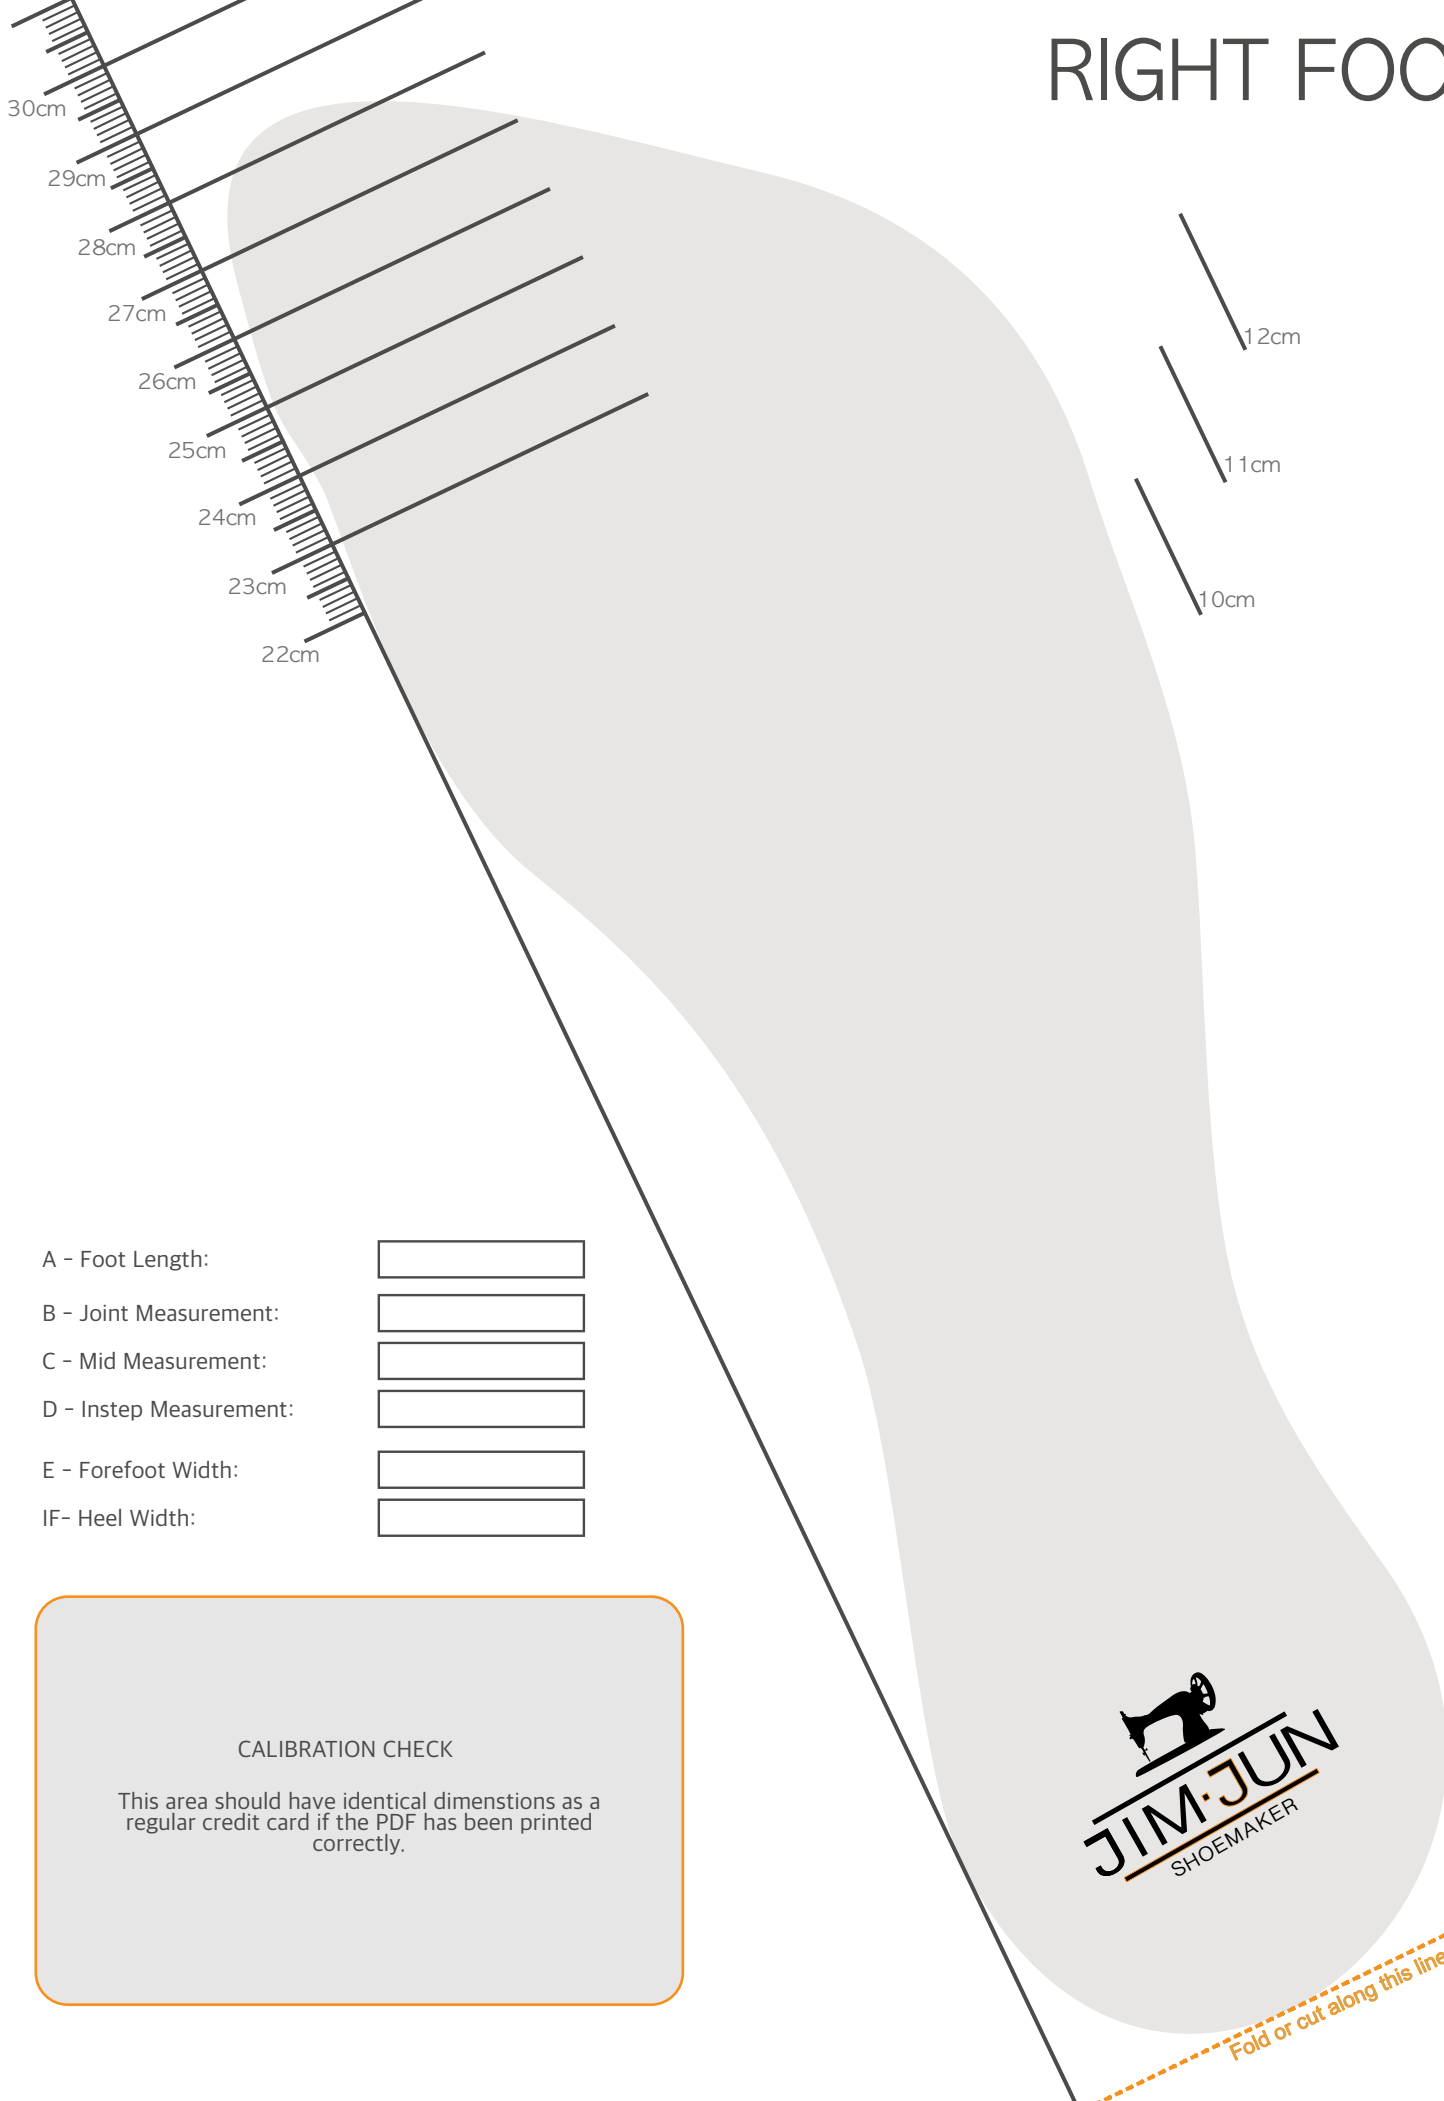 RIGHT FOO
30cm
29cm
28cm
27cm
26cm
25cm
24cm
23cm
22cm
12cm
11cm
10cm
A - Foot Length:
B - Joint Measurement:
C - Mid Measurement:
D - Instep Measurement:
E - Forefoot Width:
IF- Heel Width:
CALIBRATION CHECK
This area should have identical dimenstions as a
regular credit card if the PDF has been printed
correctly.
JIM·JUN
SHOEMAKER
Fold or cut along this line